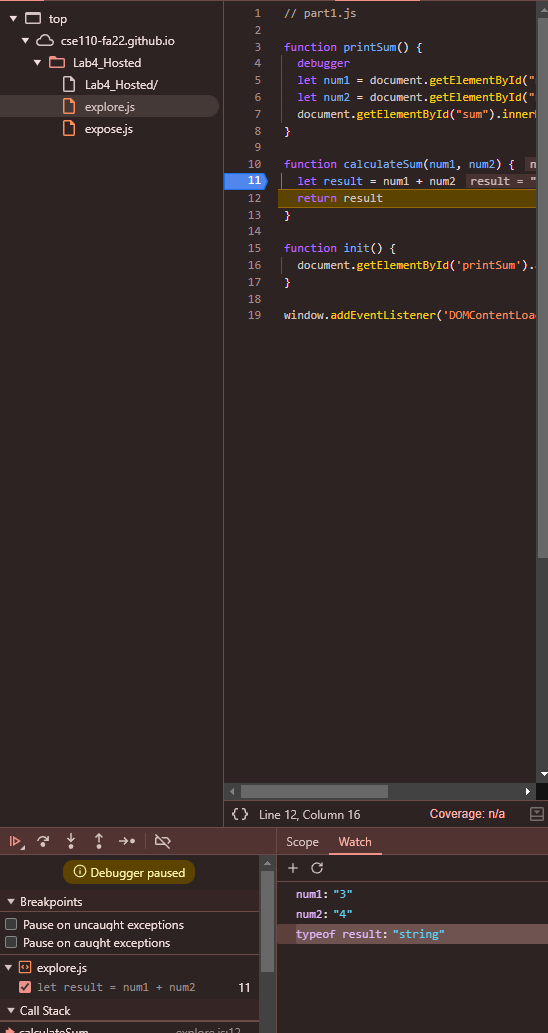 top
cse110-fa22.github.io
Lab4_Hosted
Lab4_Hosted/
explore.js
expose.js
1 // part1.js
2
3 function printSum() {
4 debugger
5 let num1 = document.getElementById("
6 let num2 = document.getElementById("
7 document.getElementById("sum").inner
8 }
9
10 function calculateSum(num1, num2) { n
11 let result = num1 + num2 result = "
12 return result
13 }
14
15 function init() {
16 document.getElementById('printSum').
17 }
18
19 window.addEventListener('DOMContentLoa
{ } Line 12, Column 16 Coverage: n/a
Debugger paused
Breakpoints
Pause on uncaught exceptions
Pause on caught exceptions
explore.js
let result = num1 + num2 11
Call Stack
calculateSum explore.js:12
Scope Watch
num1: "3"
num2: "4"
typeof result: "string"